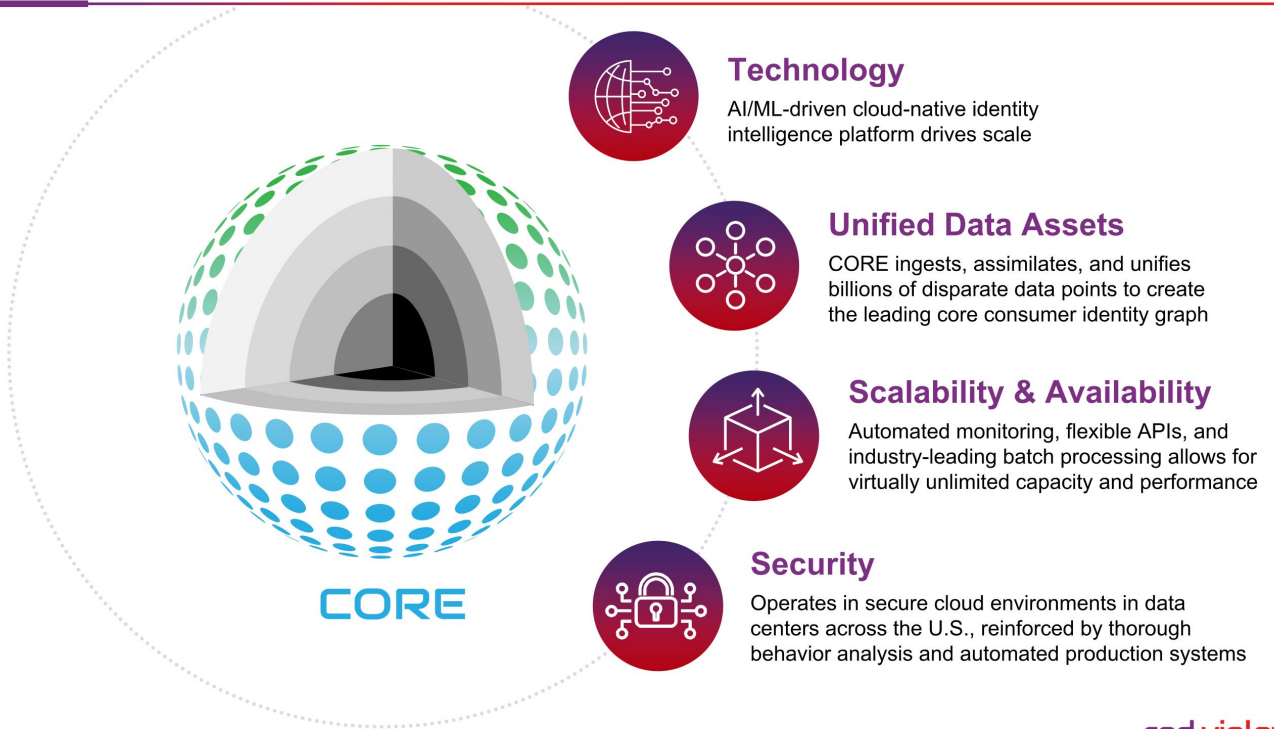 Technology
AI/ML-driven cloud-native identity
intelligence platform drives scale
Unified Data Assets
CORE ingests, assimilates, and unifies
billions of disparate data points to create
the leading core consumer identity graph
Scalability & Availability
Automated monitoring, flexible APIs, and
industry-leading batch processing allows for
virtually unlimited capacity and performance
Security
Operates in secure cloud environments in data
centers across the U.S., reinforced by thorough
behavior analysis and automated production systems
CORE